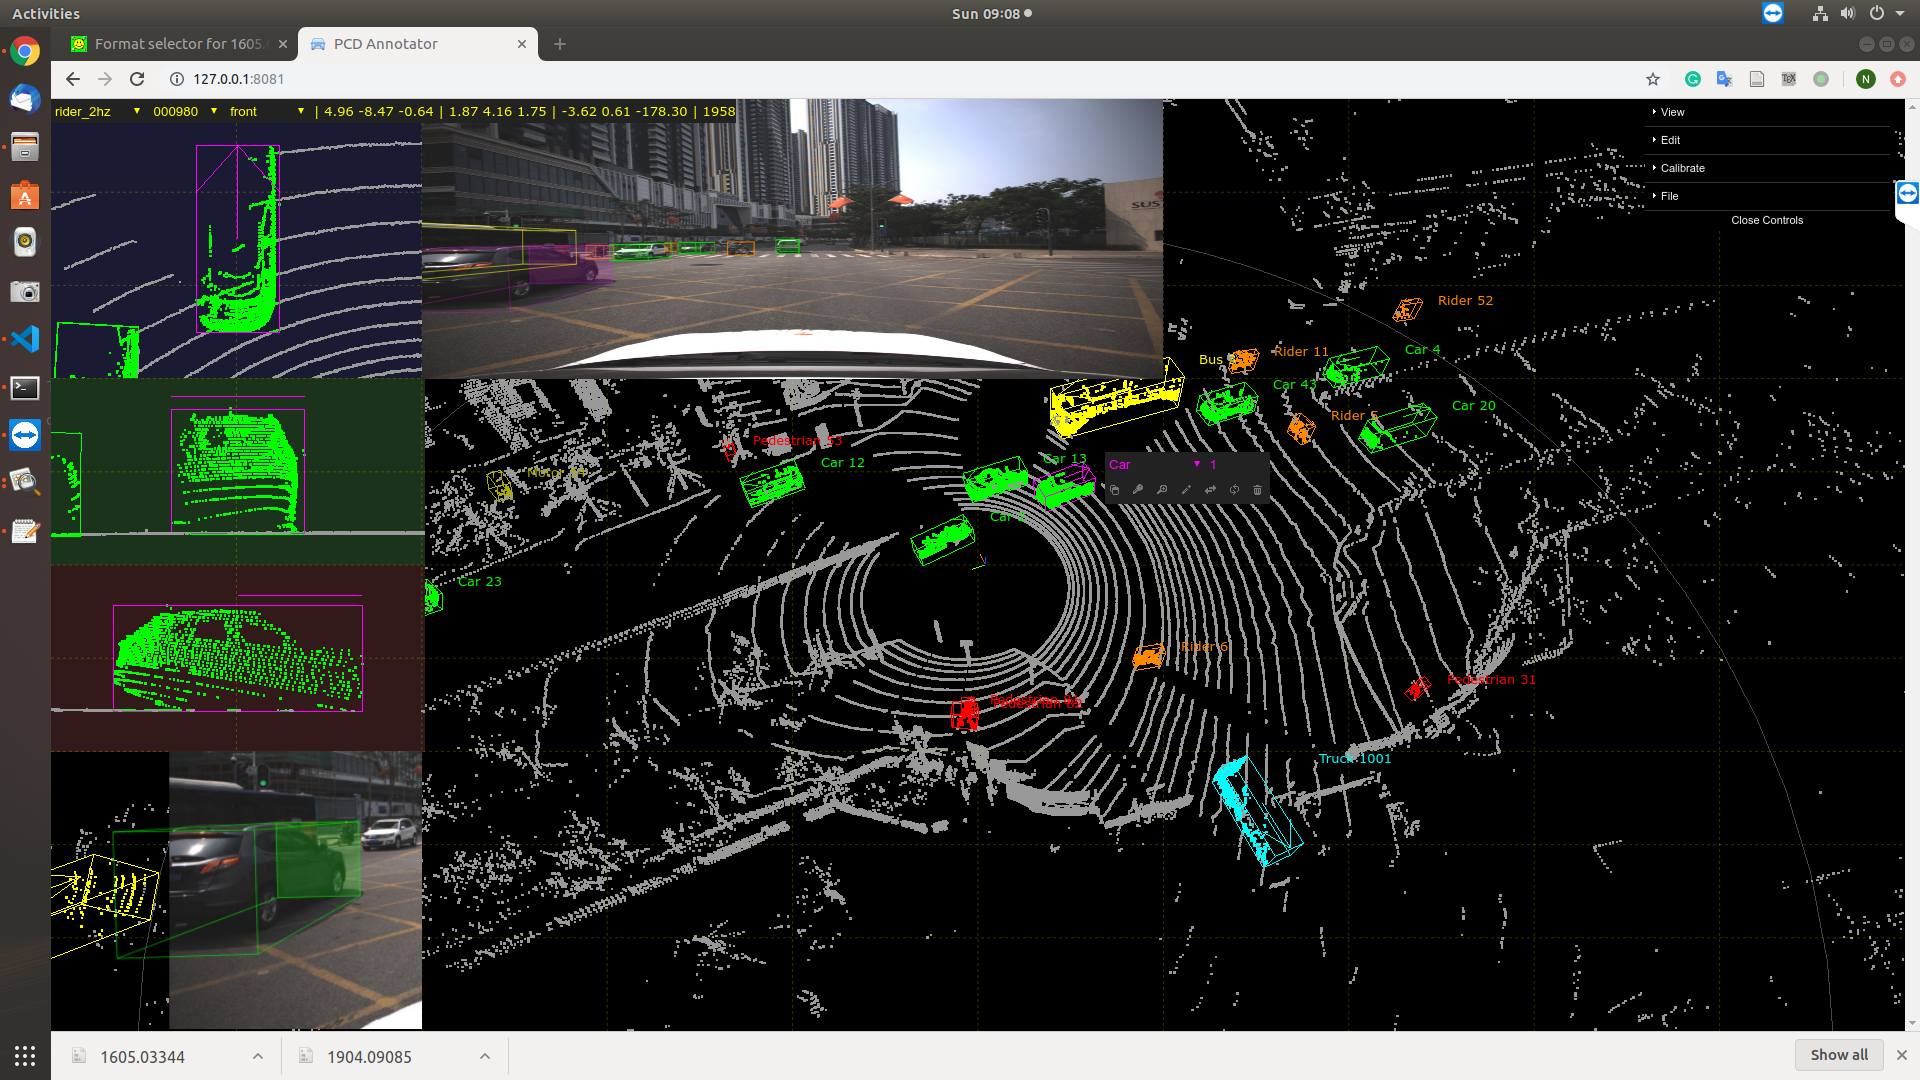 Activities
Sun 09:08
Format selector for 1605.
PCD Annotator
127.0.0.1:8081
N
rider_2hz 000980 front | 4.96 -8.47 -0.64 | 1.87 4.16 1.75 | -3.62 0.61 -178.30 | 1958
View
Edit
Calibrate
File
Close Controls
SUS
Rider 52
Bus
Rider 11
Car 4
Car 43
Car 20
Rider 5
Pedestrian 53
Car 12
Car 13
Car 1
Motor
Car
Car 23
Rider 6
Pedestrian 31
Pedestrian
Truck 1001
1605.03344
1904.09085
Show all